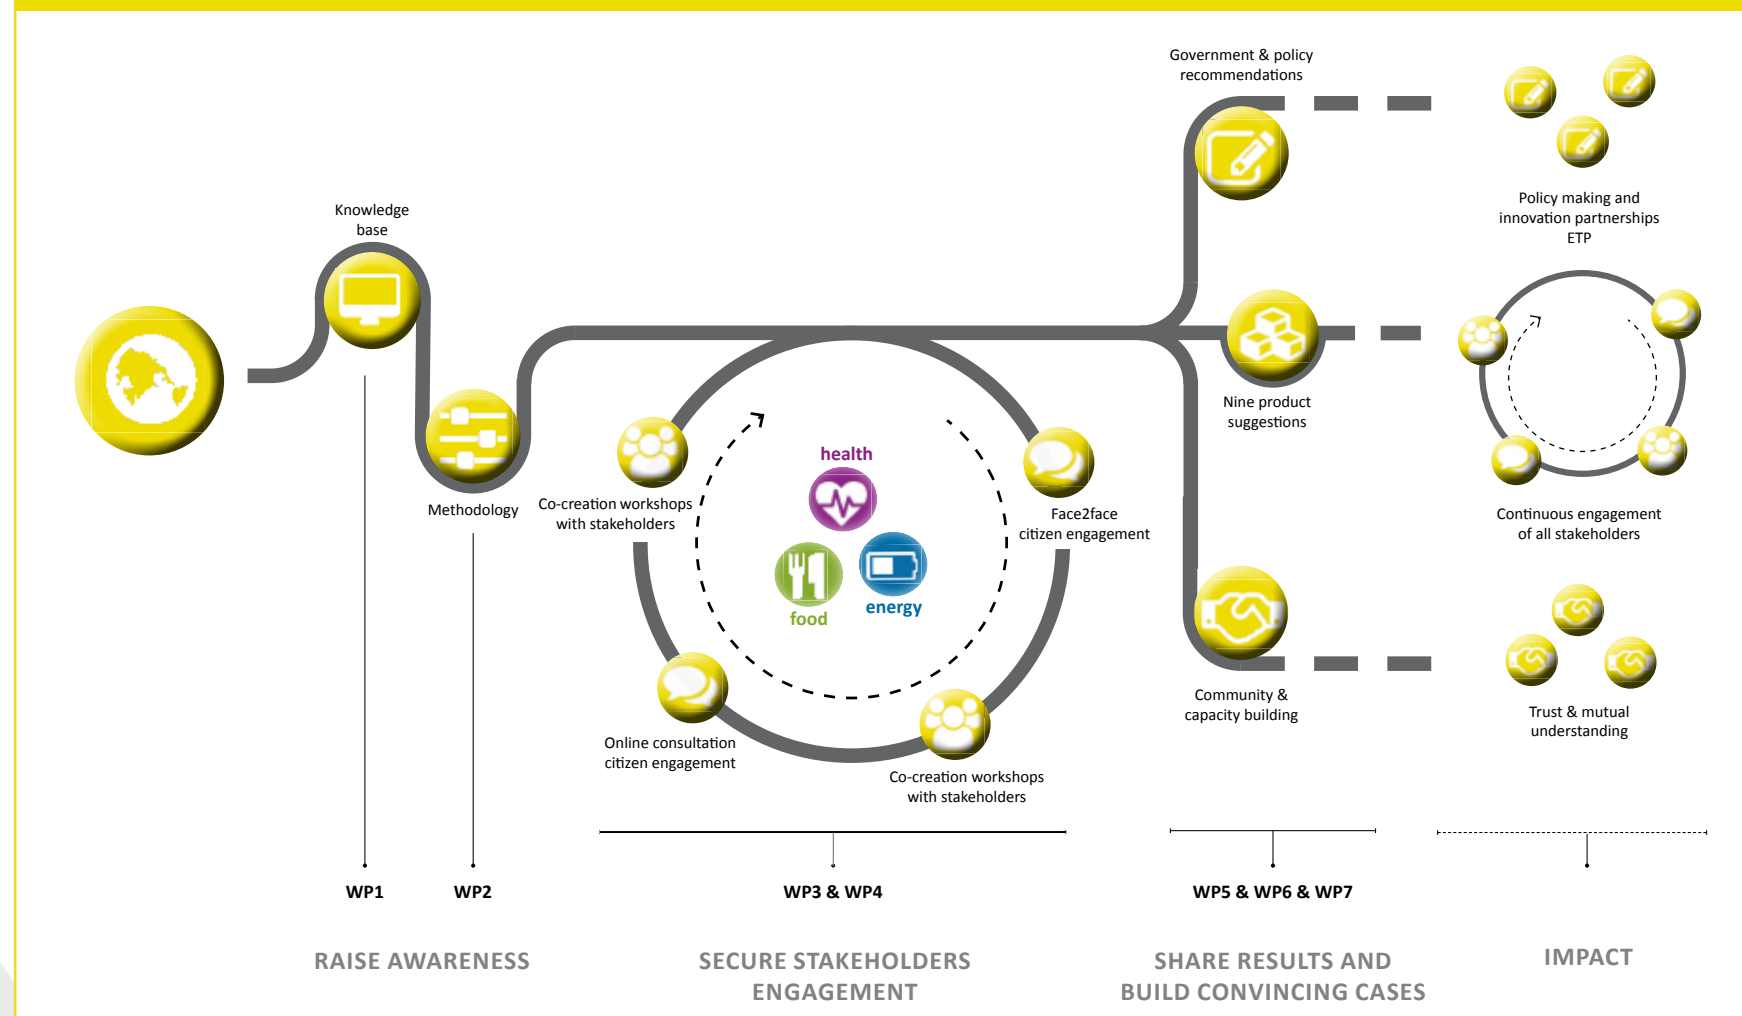 Government & policy
recommendations
Knowledge
base
Policy making and
innovation partnerships
ETP
Nine product
suggestions
health
Methodology
Co-creation workshops
with stakeholders
Face2face
citizen engagement
Continuous engagement
of all stakeholders
food
energy
Community &
capacity building
Trust & mutual
understanding
Online consultation
citizen engagement
Co-creation workshops
with stakeholders
WP1
WP2
WP3 & WP4
WP5 & WP6 & WP7
RAISE AWARENESS
SECURE STAKEHOLDERS
ENGAGEMENT
SHARE RESULTS AND
BUILD CONVINCING CASES
IMPACT